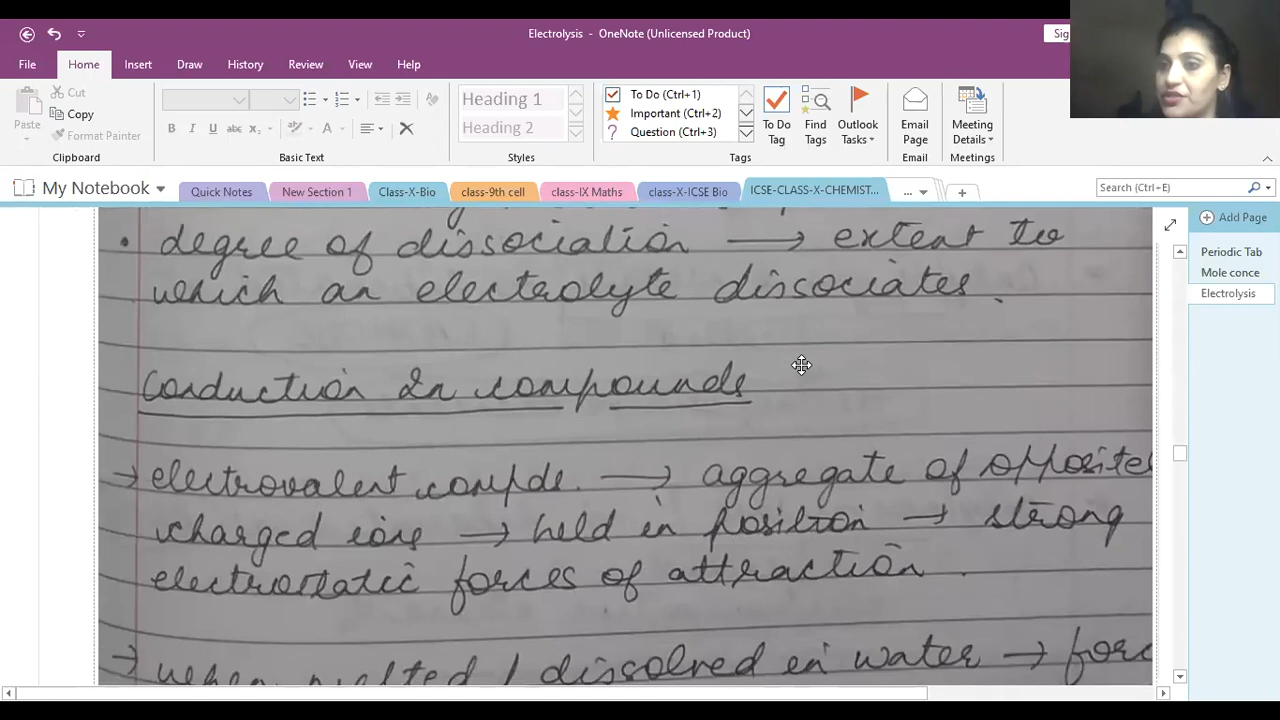 Electrolysis - OneNote (Unlicensed Product)
Sig
File Home Insert Draw History Review View Help
Cut
Copy
Paste
Format Painter
Clipboard
B I U abc x₂ A
Basic Text
Heading 1
Heading 2
Styles
To Do (Ctrl+1)
Important (Ctrl+2)
Question (Ctrl+3)
To Do Tag
Find Tags
Outlook Tasks
Tags
Email Page
Email
Meeting Details
Meetings
My Notebook
Quick Notes New Section 1 Class-X-Bio class-9th cell class-IX Maths class-X-ICSE Bio ICSE-CLASS-X-CHEMIST... ...
Search (Ctrl+E)
Add Page
Periodic Tab
Mole conce
Electrolysis
• degree of dissociation → extent to
which an electrolyte dissociates.
Conduction In compounds
→ electrovalent compds. → aggregate of opposite
charged ions → held in position → strong
electrostatic forces of attraction.
→ when melted / dissolved in water → forc